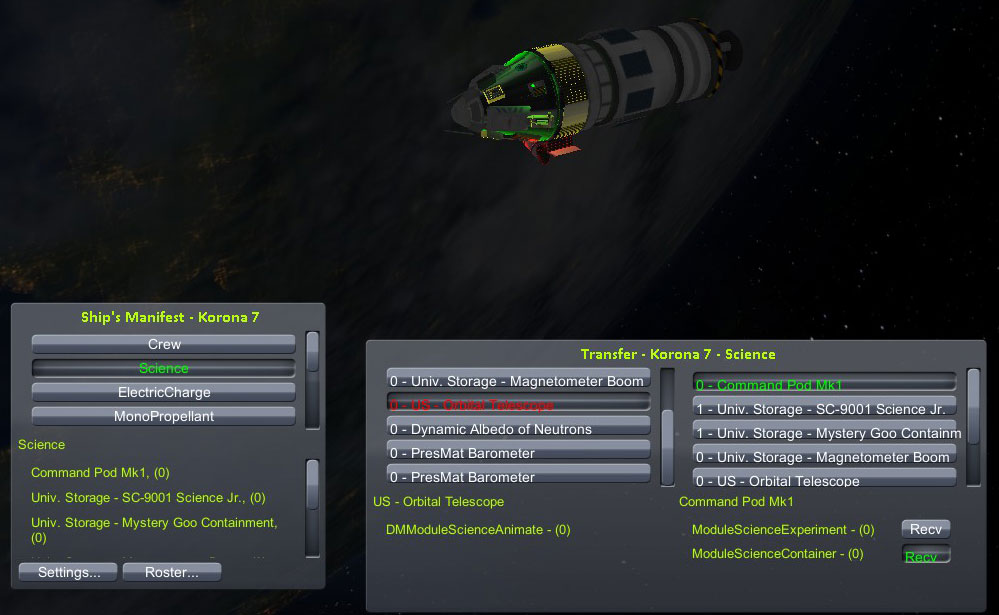 Ship's Manifest - Korona 7
Crew
Science
ElectricCharge
MonoPropellant
Science
Command Pod Mk1, (0)
Univ. Storage - SC-9001 Science Jr., (0)
Univ. Storage - Mystery Goo Containment,
(0)
Settings...
Roster...
Transfer - Korona 7 - Science
0 - Univ. Storage - Magnetometer Boom
0 - US - Orbital Telescope
0 - Dynamic Albedo of Neutrons
0 - PresMat Barometer
0 - PresMat Barometer
US - Orbital Telescope
DMModuleScienceAnimate - (0)
0 - Command Pod Mk1
1 - Univ. Storage - SC-9001 Science Jr.
1 - Univ. Storage - Mystery Goo Containm
0 - Univ. Storage - Magnetometer Boom
0 - US - Orbital Telescope
Command Pod Mk1
ModuleScienceExperiment - (0)
Recv
ModuleScienceContainer - (0)
Recv